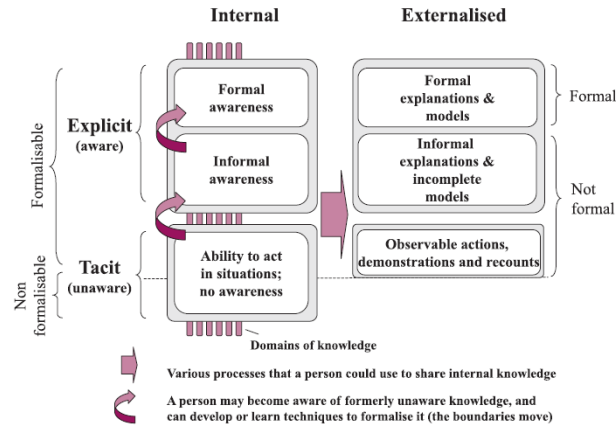 Internal
Externalised
Formal
awareness
Formal
explanations &
models
Formal
Explicit
(aware)
Formalisable
Informal
awareness
Informal
explanations &
incomplete
models
Not
formal
Tacit
(unaware)
Non
formalisable
Ability to act
in situations;
no awareness
Observable actions,
demonstrations and recounts
Domains of knowledge
Various processes that a person could use to share internal knowledge
A person may become aware of formerly unaware knowledge, and
can develop or learn techniques to formalise it (the boundaries move)